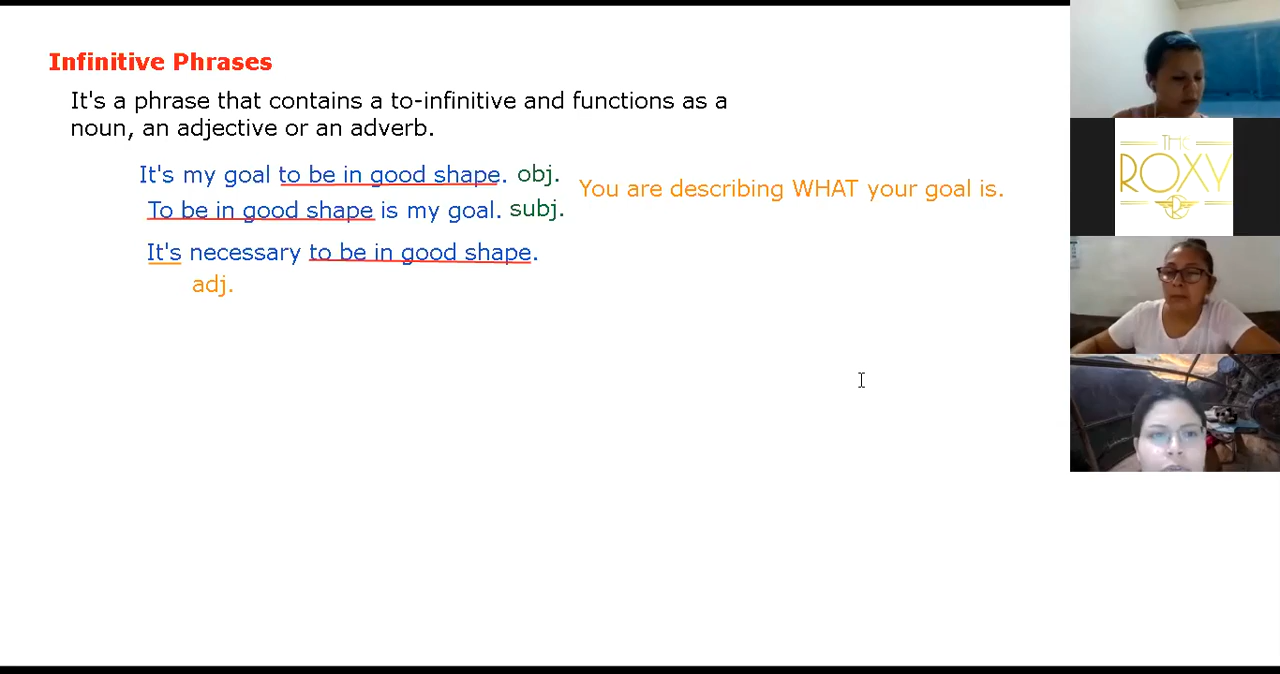 Infinitive Phrases
It's a phrase that contains a to-infinitive and functions as a
noun, an adjective or an adverb.
It's my goal to be in good shape. obj.
You are describing WHAT your goal is.
To be in good shape is my goal. subj.
It's necessary to be in good shape.
adj.
THE
ROXY
R